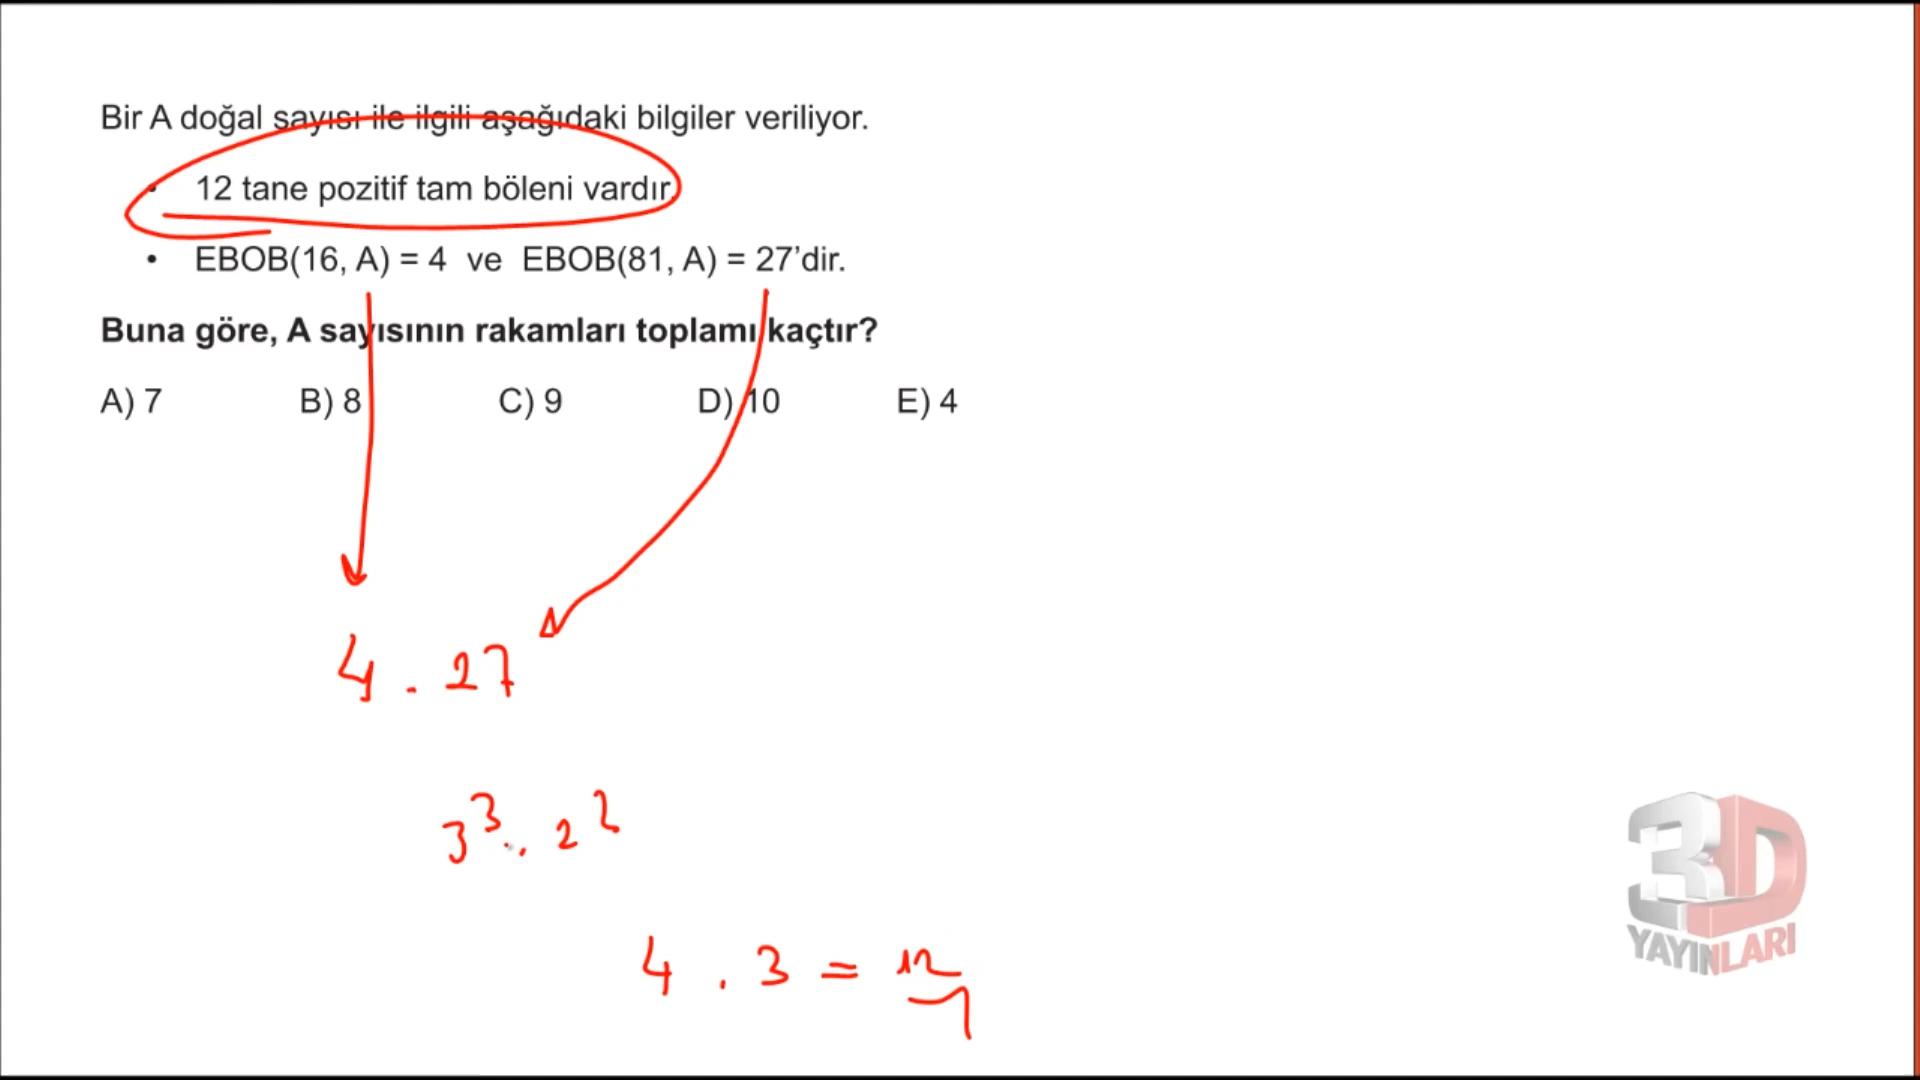 Bir A doğal sayısı ile ilgili aşağıdaki bilgiler veriliyor.
• 12 tane pozitif tam böleni vardır.
• EBOB(16, A) = 4 ve EBOB(81, A) = 27’dir.
Buna göre, A sayısının rakamları toplamı kaçtır?
A) 7 B) 8 C) 9 D) 10 E) 4
4 . 27
3³ . 2²
4 . 3 = 12
3D
YAYINLARI